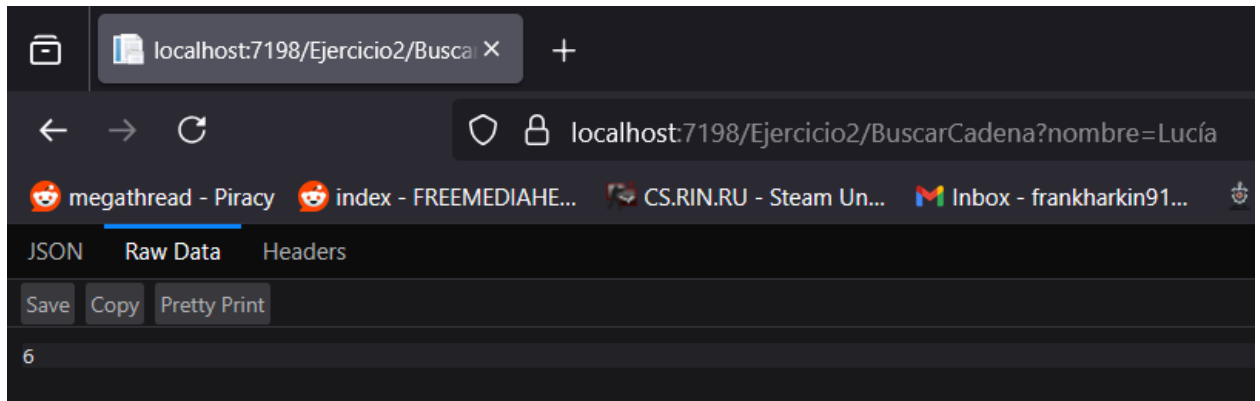 localhost:7198/Ejercicio2/Busca
localhost:7198/Ejercicio2/BuscarCadena?nombre=Lucía
megathread - Piracy index - FREEMEDIAHE... CS.RIN.RU - Steam Un... Inbox - frankharkin91...
JSON Raw Data Headers
Save Copy Pretty Print
6